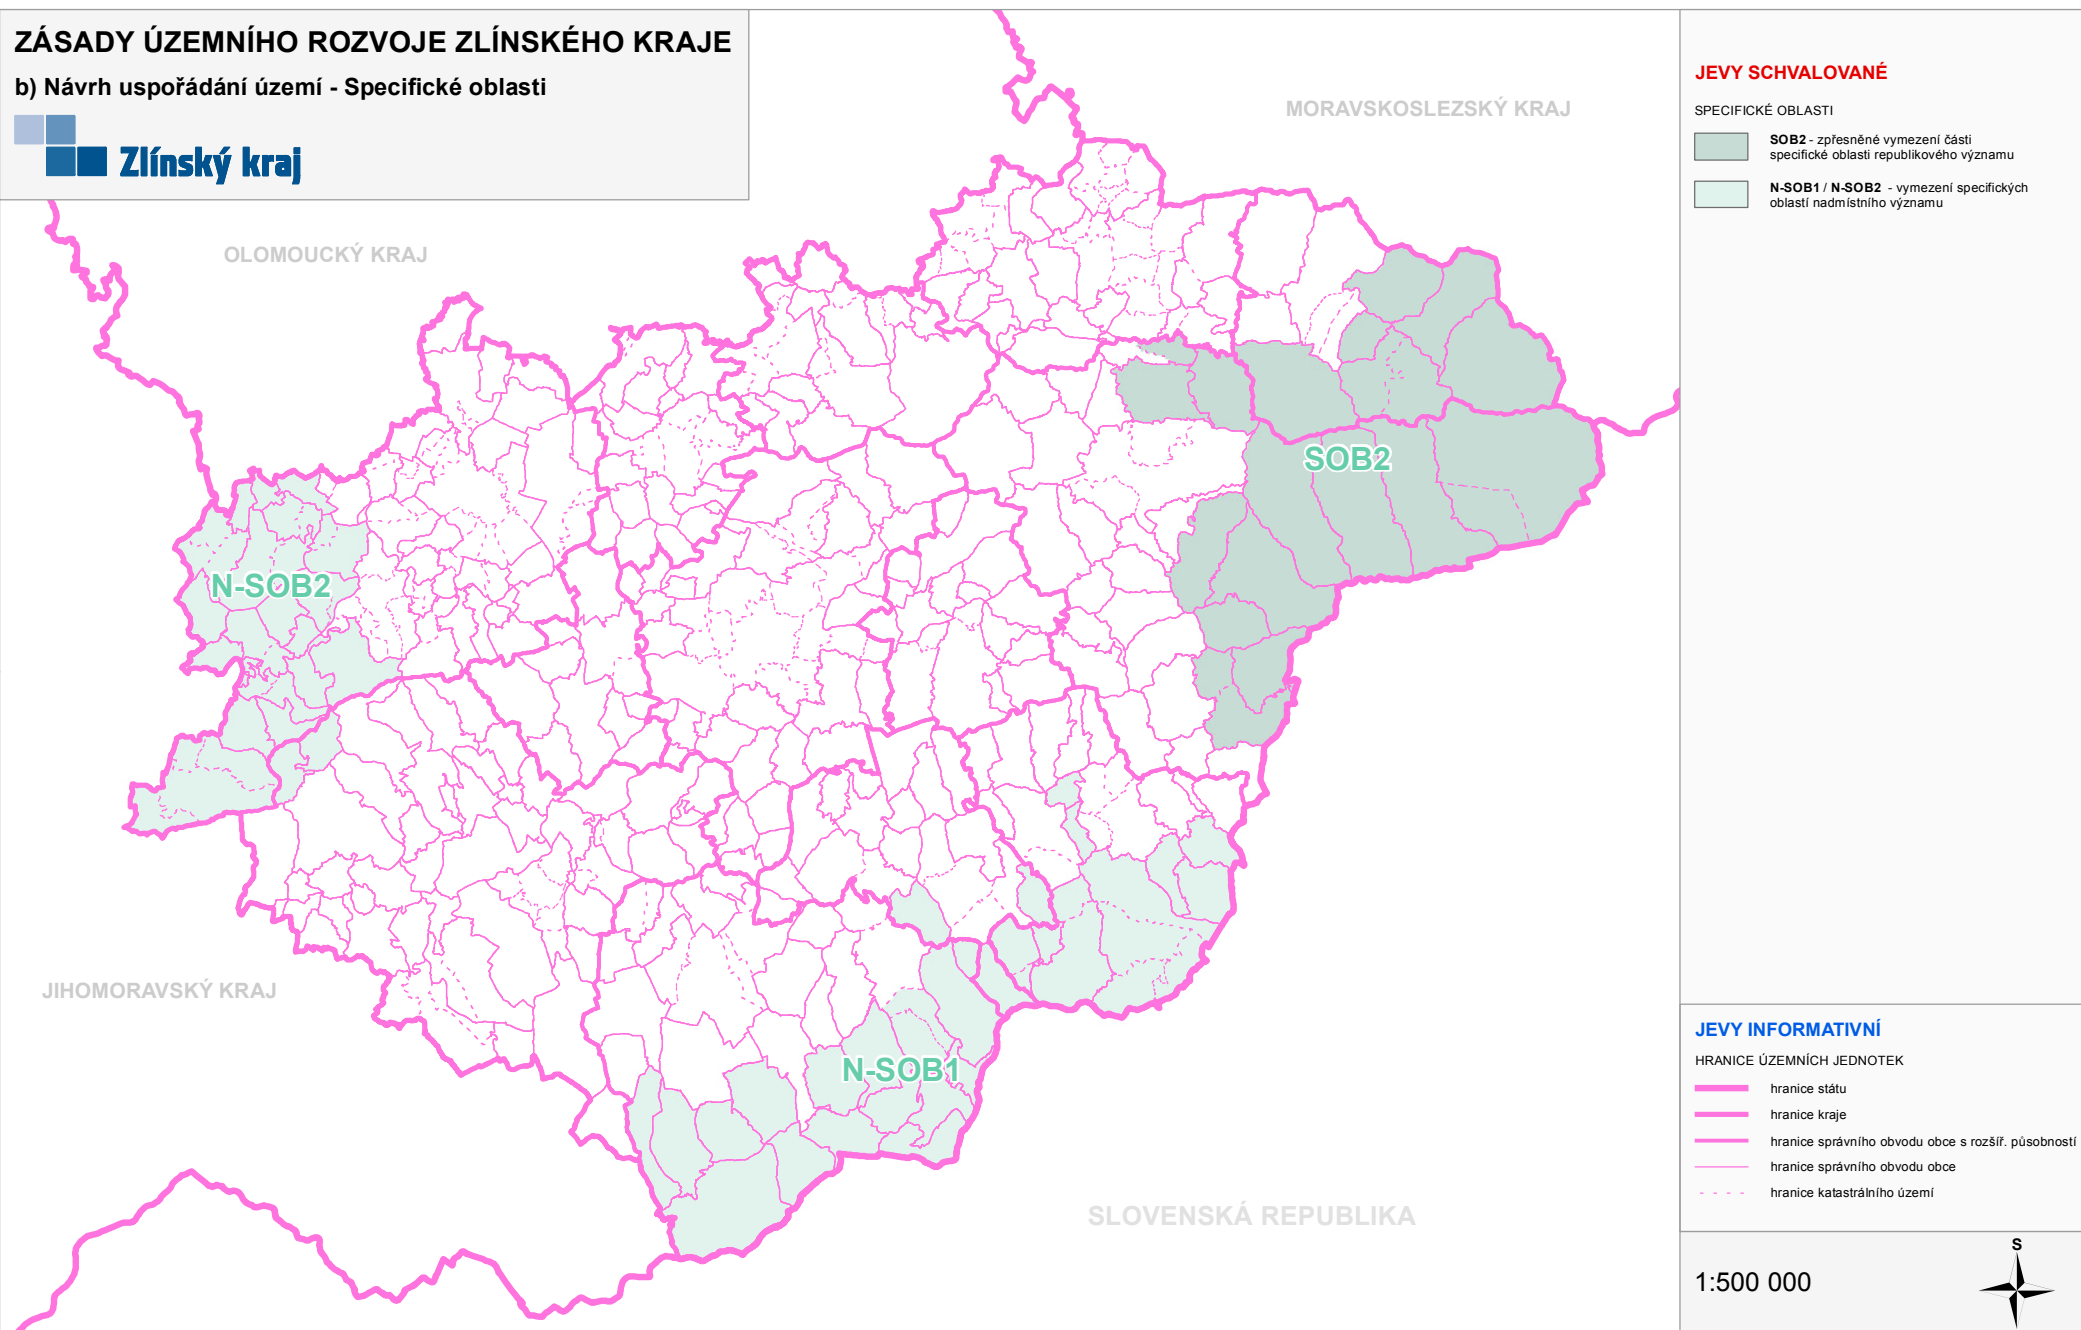 ZÁSADY ÚZEMNÍHO ROZVOJE ZLÍNSKÉHO KRAJE
b) Návrh uspořádání území - Specifické oblasti
Zlínský kraj
OLOMOUCKÝ KRAJ
MORAVSKOSLEZSKÝ KRAJ
SOB2
N-SOB2
JIHOMORAVSKÝ KRAJ
N-SOB1
SLOVENSKÁ REPUBLIKA
JEVY SCHVALOVANÉ
SPECIFICKÉ OBLASTI
SOB2 - zpřesněné vymezení části
specifické oblasti republikového významu
N-SOB1 / N-SOB2 - vymezení specifických
oblastí nadmístního významu
JEVY INFORMATIVNÍ
HRANICE ÚZEMNÍCH JEDNOTEK
hranice státu
hranice kraje
hranice správního obvodu obce s rozšíř. působností
hranice správního obvodu obce
hranice katastrálního území
1:500 000
S